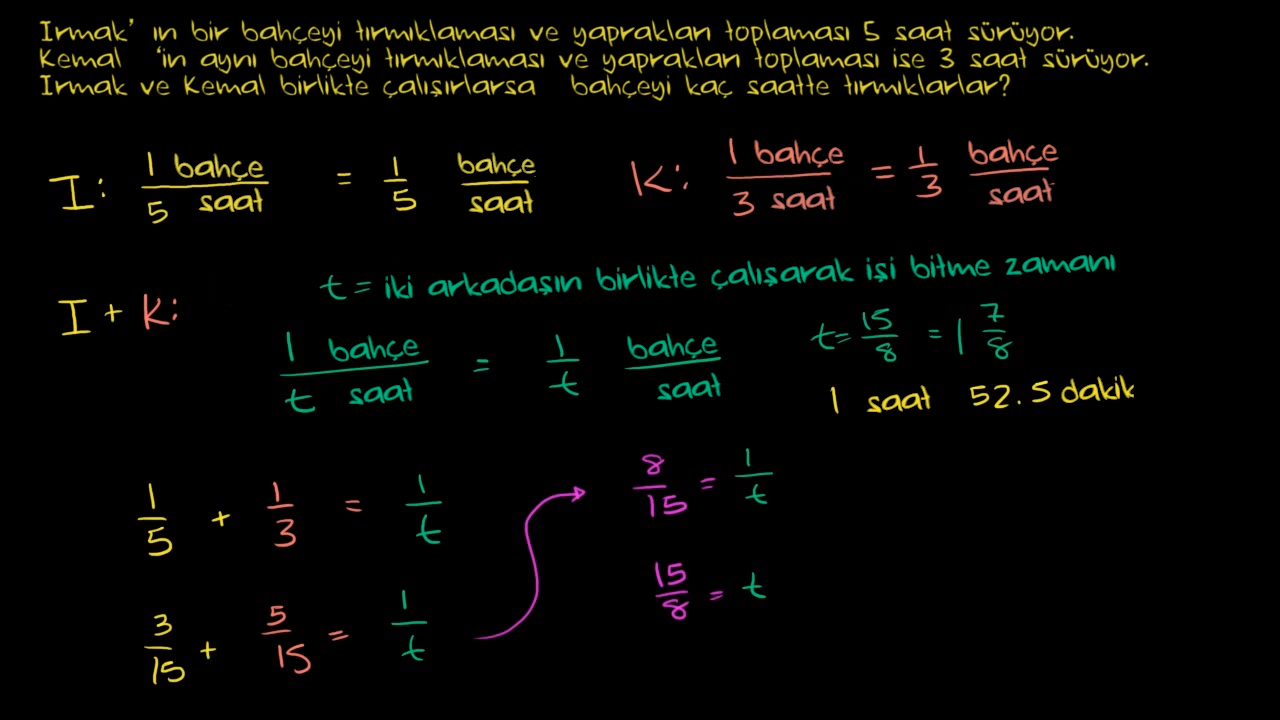 Irmak' ın bir bahçeyi tırmıklaması ve yaprakları toplaması 5 saat sürüyor.
Kemal 'in aynı bahçeyi tırmıklaması ve yaprakları toplaması ise 3 saat sürüyor.
Irmak ve Kemal birlikte çalışırlarsa bahçeyi kaç saatte tırmıklarlar?
I: 1 bahçe / 5 saat = 1/5 bahçe/saat K: 1 bahçe / 3 saat = 1/3 bahçe/saat
t = iki arkadaşın birlikte çalışarak işi bitme zamanı
I + K:
1 bahçe / t saat = 1/t bahçe/saat
t = 15/8 = 1 7/8
1 saat 52.5 dakik
1/5 + 1/3 = 1/t
3/15 + 5/15 = 1/t
8/15 = 1/t
15/8 = t